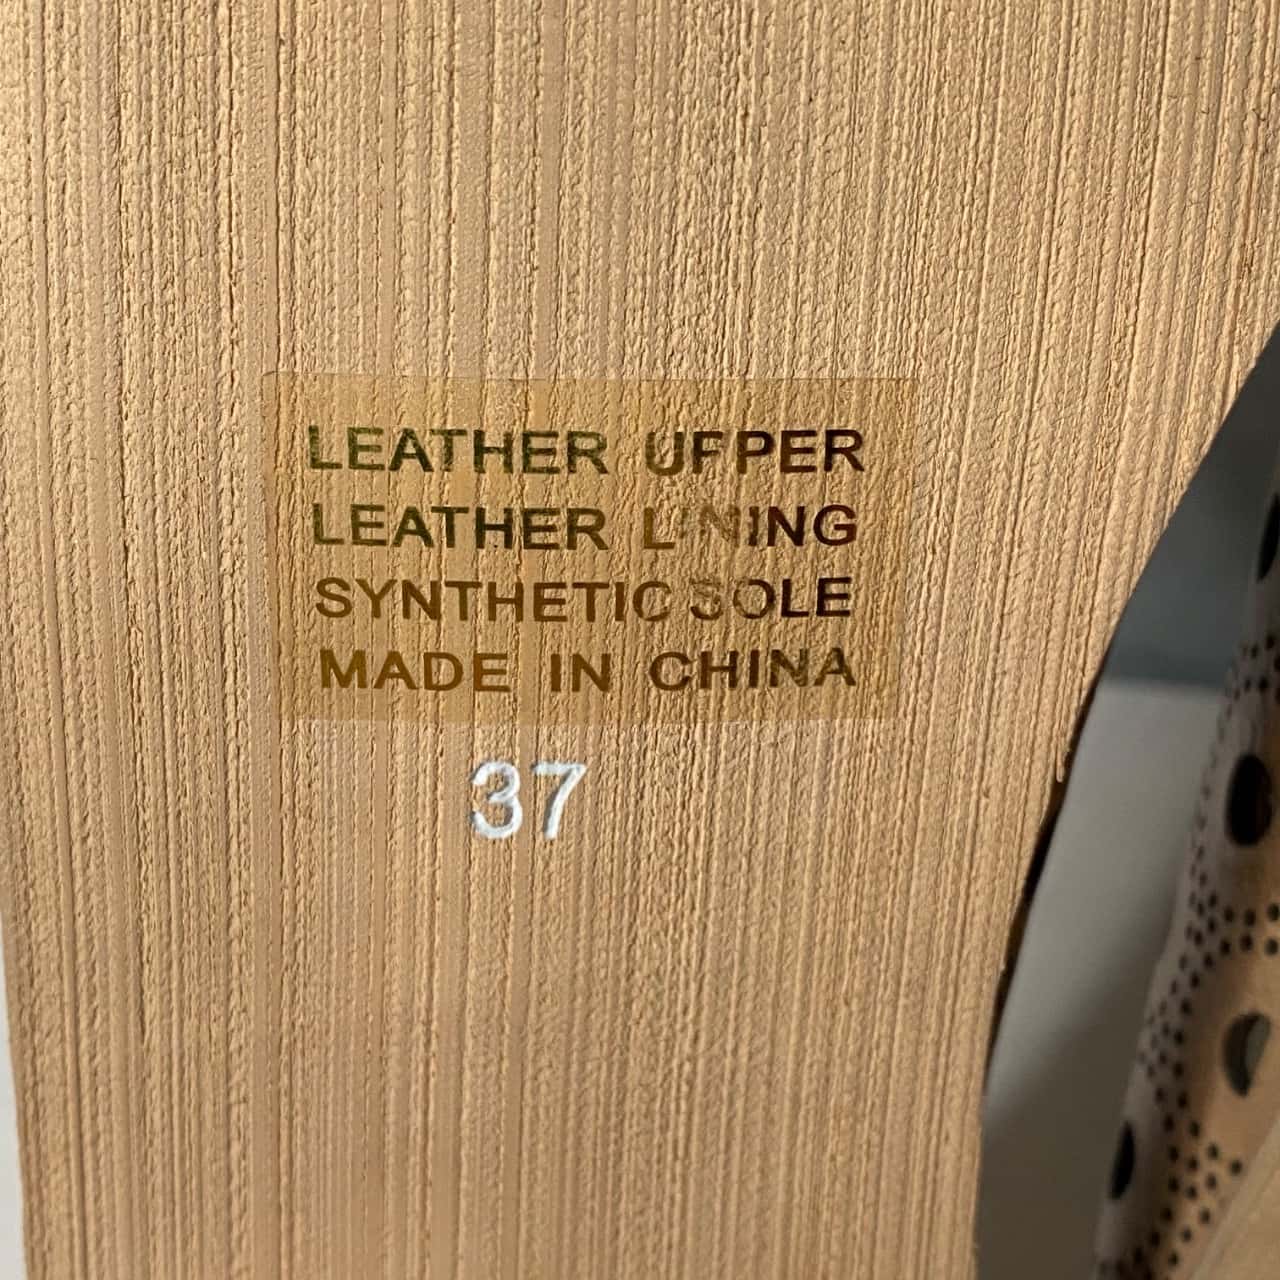 LEATHER UPPER
LEATHER LINING
SYNTHETIC SOLE
MADE IN CHINA
37